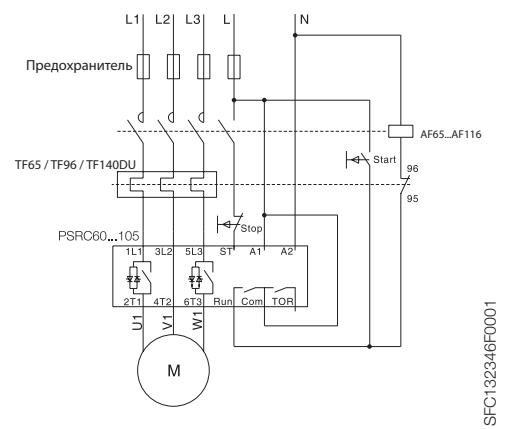 L1 L2 L3 L N
Предохранитель
AF65...AF116
Start
TF65 / TF96 / TF140DU
96
95
Stop
PSRC60...105
1L1 3L2 5L3 ST A1 A2
2T1 4T2 6T3 Run Com TOR
U1 V1 W1
M
SFC132346F0001